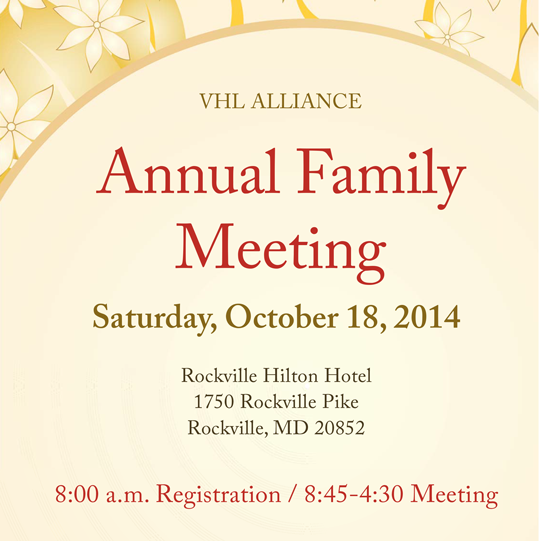 VHL ALLIANCE
Annual Family
Meeting
Saturday, October 18, 2014
Rockville Hilton Hotel
1750 Rockville Pike
Rockville, MD 20852
8:00 a.m. Registration / 8:45-4:30 Meeting